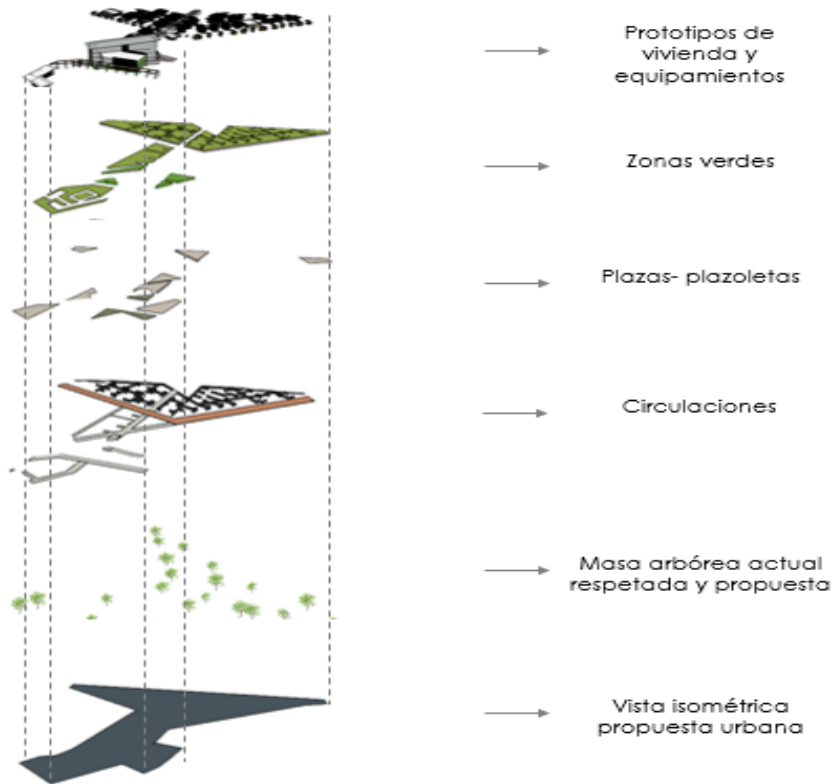 Prototipos de
vivienda y
equipamientos
Zonas verdes
Plazas- plazoletas
Circulaciones
Masa arbórea actual
respetada y propuesta
Vista isométrica
propuesta urbana